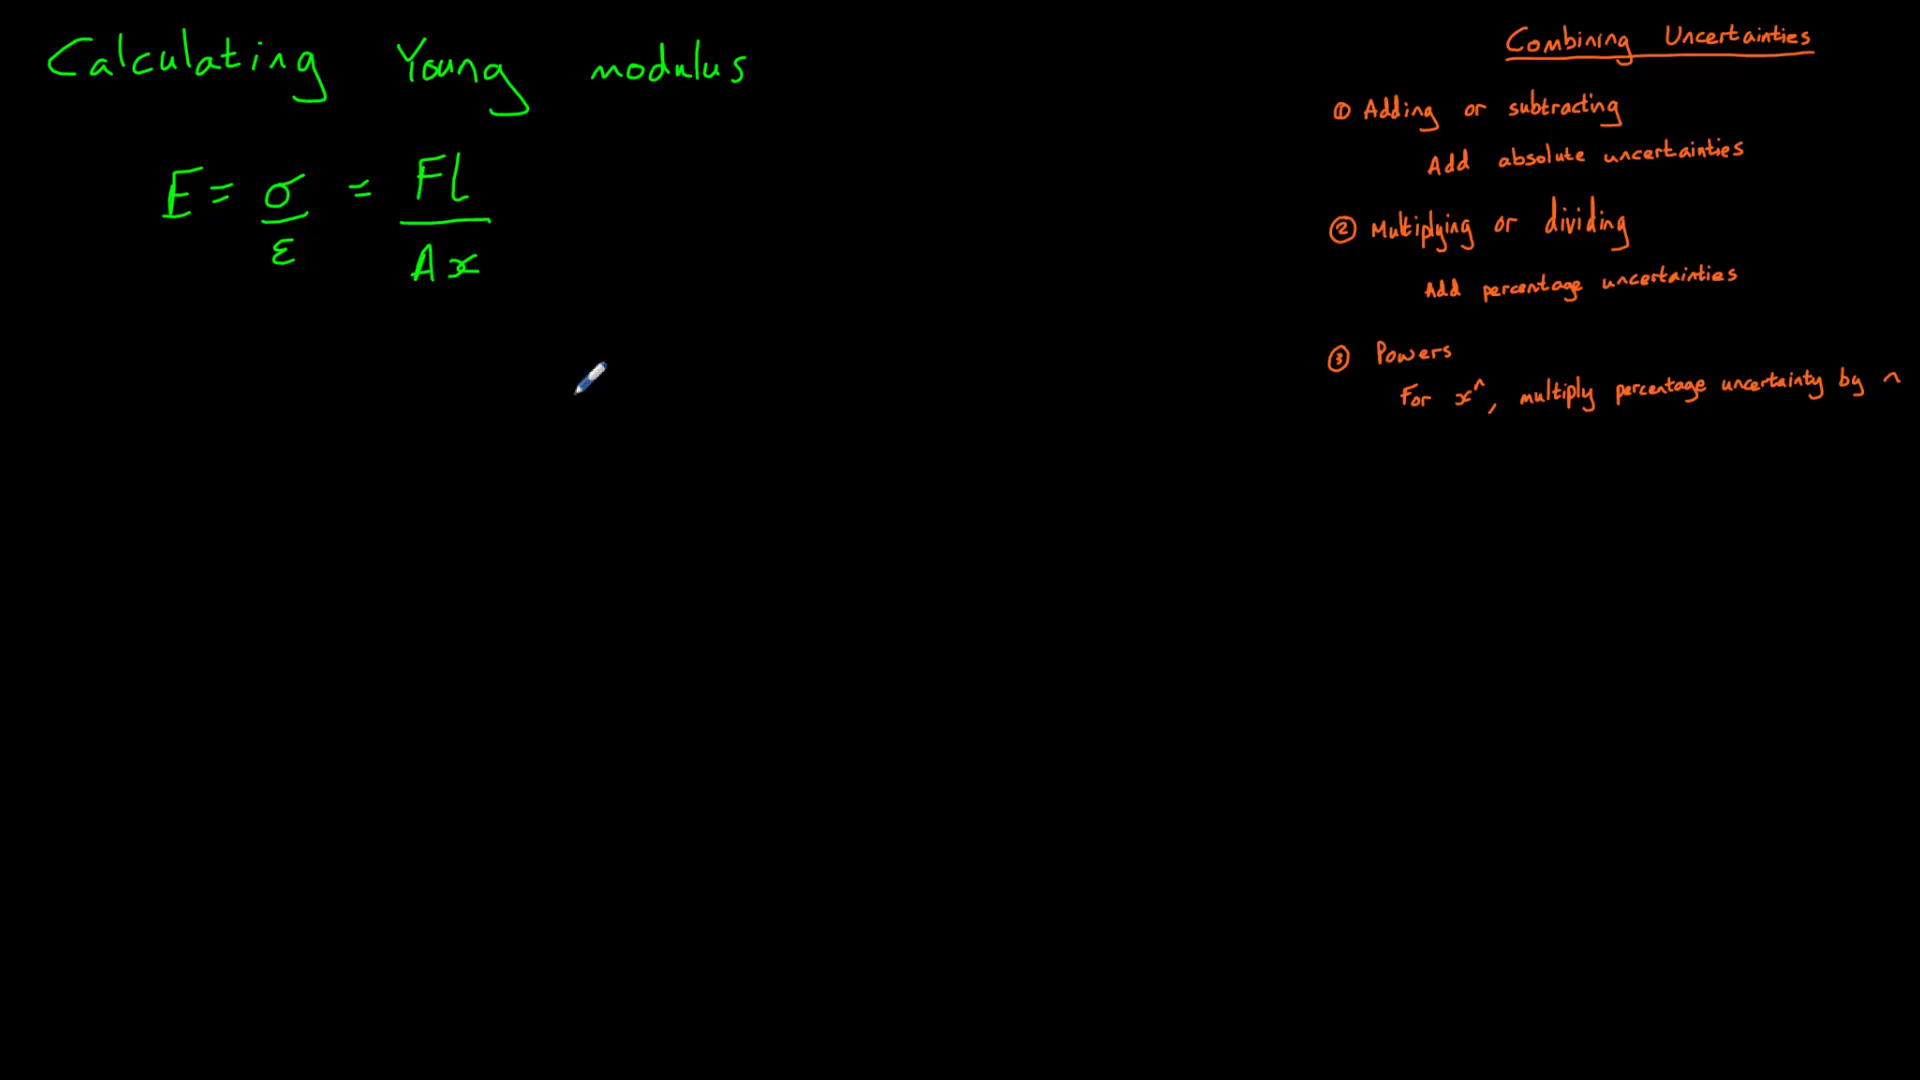 Calculating Young modulus
E = σ/ε = Fl/Ax
Combining Uncertainties
① Adding or subtracting
Add absolute uncertainties
② Multiplying or dividing
Add percentage uncertainties
③ Powers
For xⁿ, multiply percentage uncertainty by n